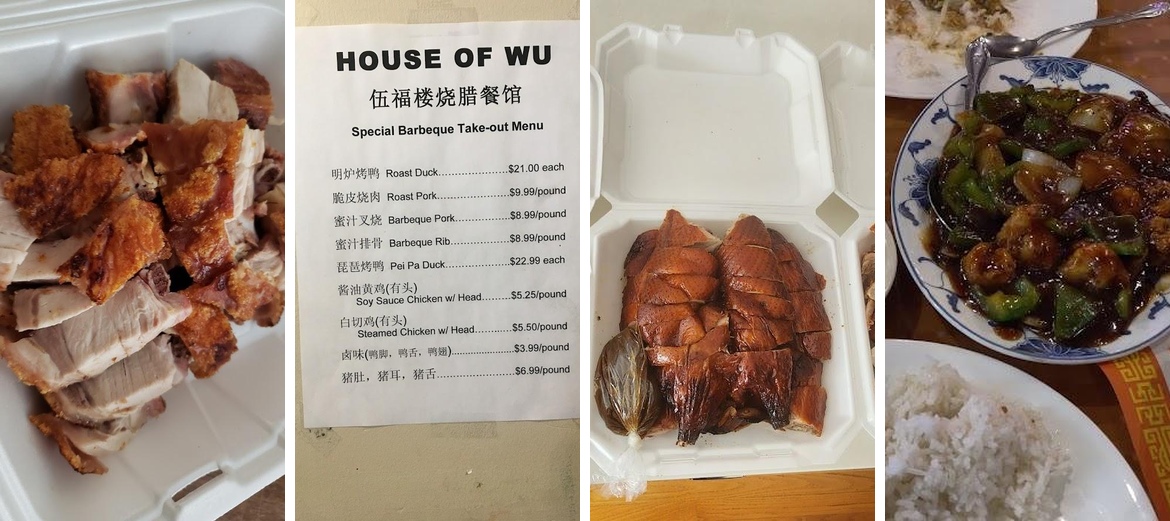 HOUSE OF WU
伍福楼烧腊餐馆
Special Barbeque Take-out Menu
明炉烤鸭 Roast Duck....................$21.00 each
脆皮烧肉 Roast Pork....................$9.99/pound
蜜汁叉烧 Barbeque Pork................$8.99/pound
蜜汁排骨 Barbeque Rib..................$8.99/pound
琵琶烤鸭 Pei Pa Duck....................$22.99 each
酱油黄鸡(有头)
Soy Sauce Chicken w/ Head........$5.25/pound
白切鸡(有头)
Steamed Chicken w/ Head...........$5.50/pound
卤味(鸭脚，鸭舌，鸭翅)...........................$3.99/pound
猪肚，猪耳，猪舌..................................$6.99/pound